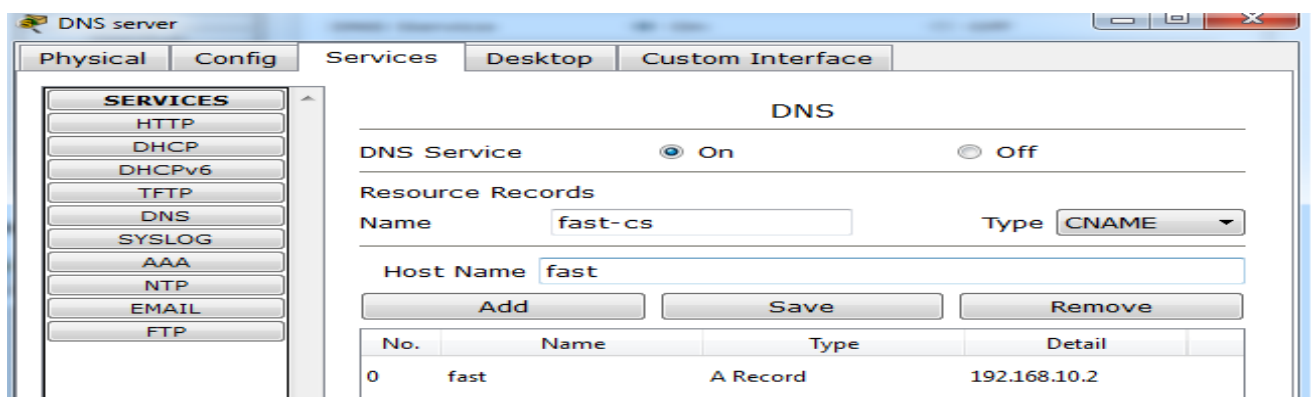 DNS server
Physical Config Services Desktop Custom Interface
SERVICES
HTTP
DHCP
DHCPv6
TFTP
DNS
SYSLOG
AAA
NTP
EMAIL
FTP
DNS
DNS Service On Off
Resource Records
Name fast-cs Type CNAME
Host Name fast
Add Save Remove
No. Name Type Detail
0 fast A Record 192.168.10.2